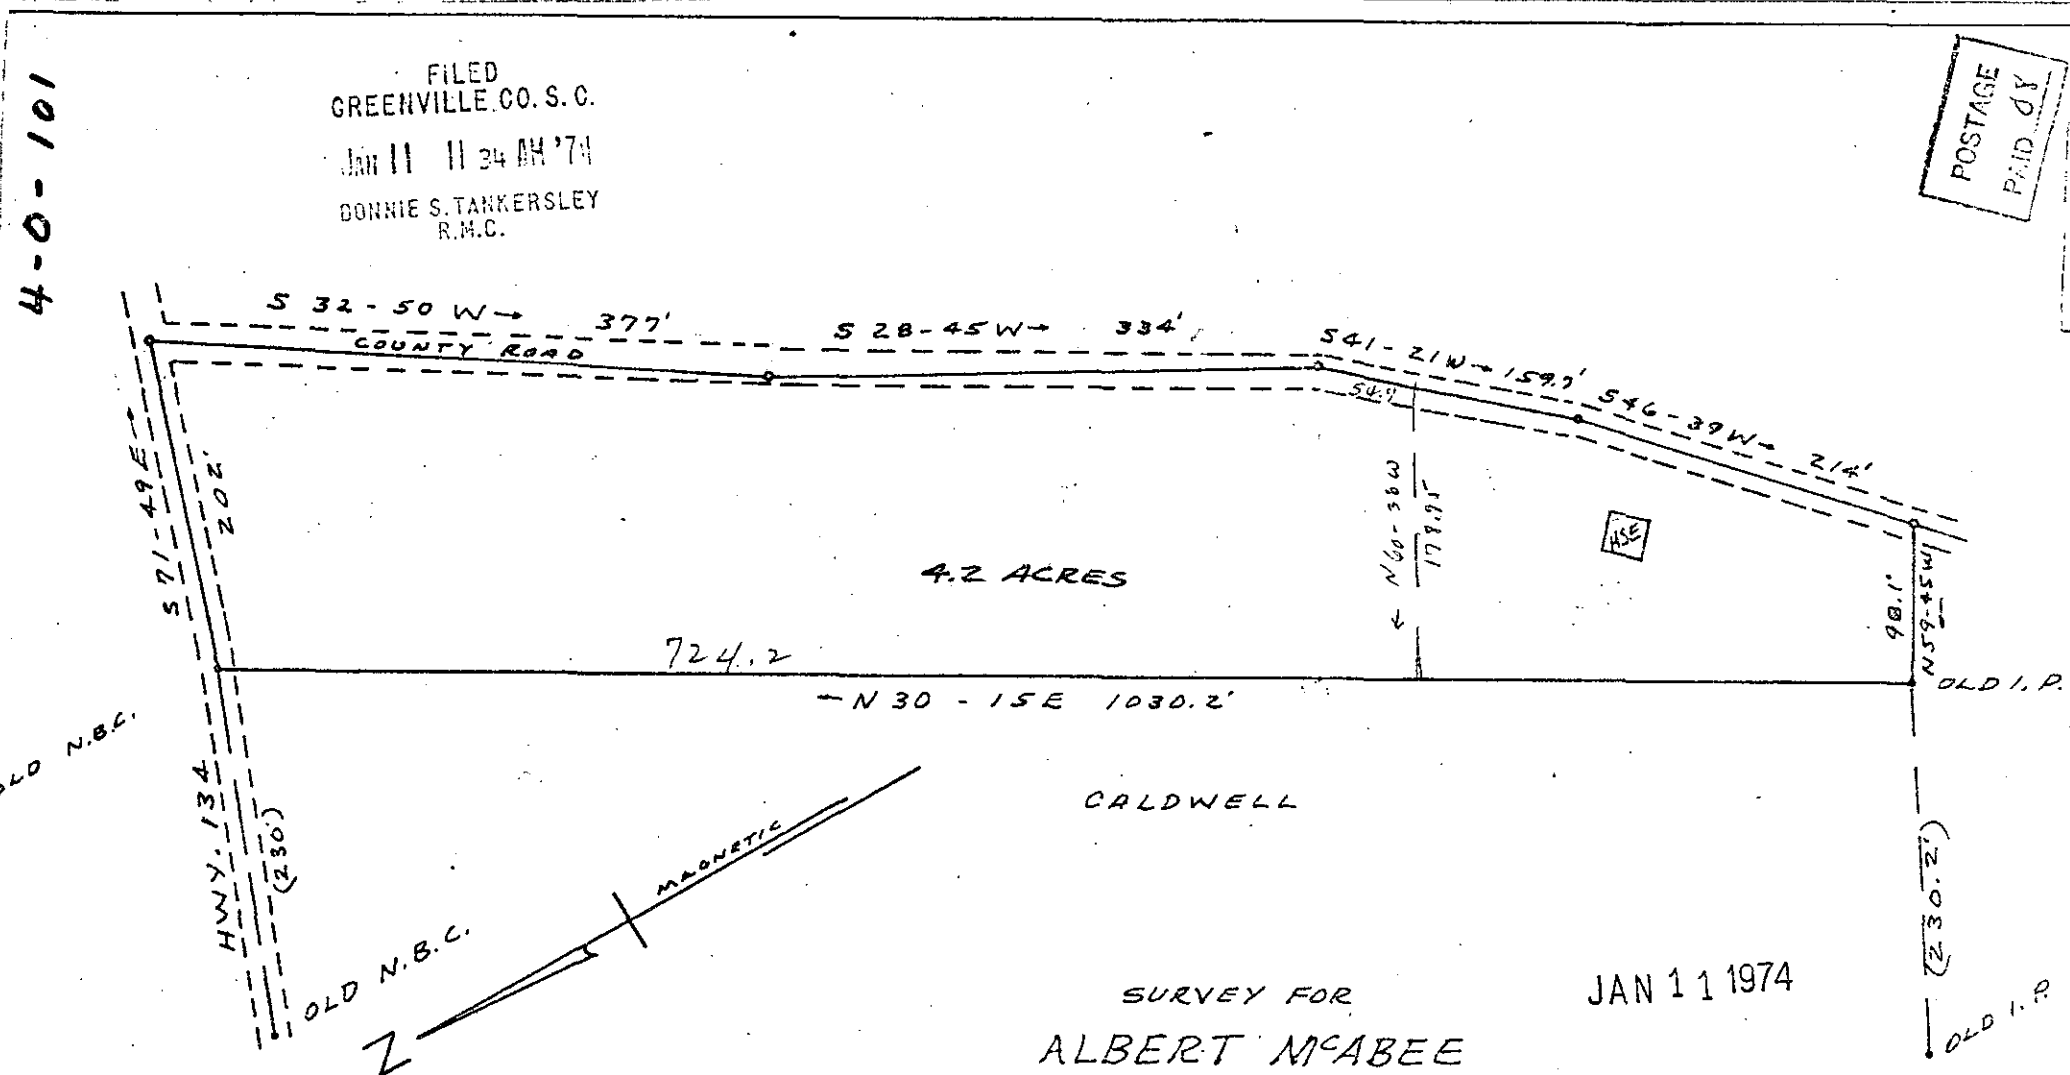 4-0-101
FILED
GREENVILLE CO. S. C.
JAN 11 11 34 AM '74
DONNIE S. TANKERSLEY
R.M.C.
POSTAGE
PAID
S 32-50 W→ 377'
COUNTY ROAD
S 28-45 W→ 334'
S41-21W→ 159.7'
54.7
S46-39W→ 214'
S 71-49E→
202'
N60-36W
178.95
←
HSE
4.2 ACRES
98.1'
N59-45W
724.2
←N 30-15E 1030.2'
OLD I.P.
N.B.C.
HWY. 134
(230')
CALDWELL
MAGNETIC
OLD N.B.C.
N
(230.2')
SURVEY FOR
JAN 11 1974
ALBERT McABEE
OLD I.P.